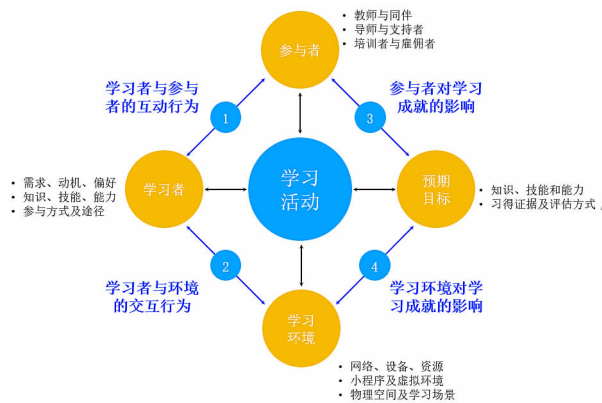 • 教师与同伴
• 导师与支持者
• 培训者与雇佣者
参与者
学习者与参与
者的互动行为
1
参与者对学习
成就的影响
3
学习
活动
学习者
• 需求、动机、偏好
• 知识、技能、能力
• 参与方式及途径
预期
目标
• 知识、技能和能力
• 习得证据及评估方式，
学习者与环境
的交互行为
2
学习环境对学
习成就的影响
4
学习
环境
• 网络、设备、资源
• 小程序及虚拟环境
• 物理空间及学习场景